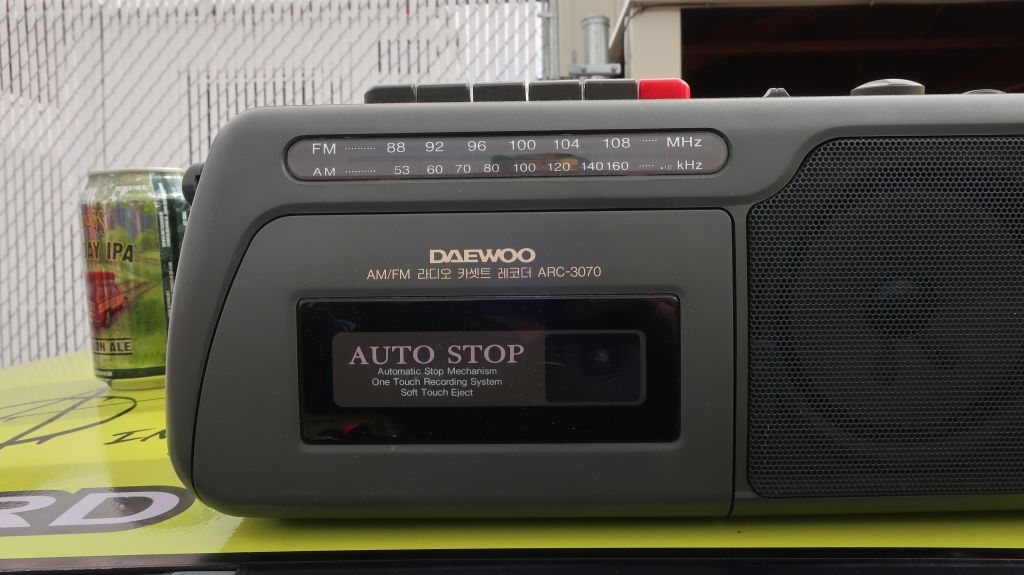 FM 88 92 96 100 104 108 MHz
AM 53 60 70 80 100 120 140 160 kHz
DAEWOO
AM/FM 라디오 카셋트 레코더 ARC-3070
AUTO STOP
Automatic Stop Mechanism
One Touch Recording System
Soft Touch Eject
DAY IPA
ALE
RD